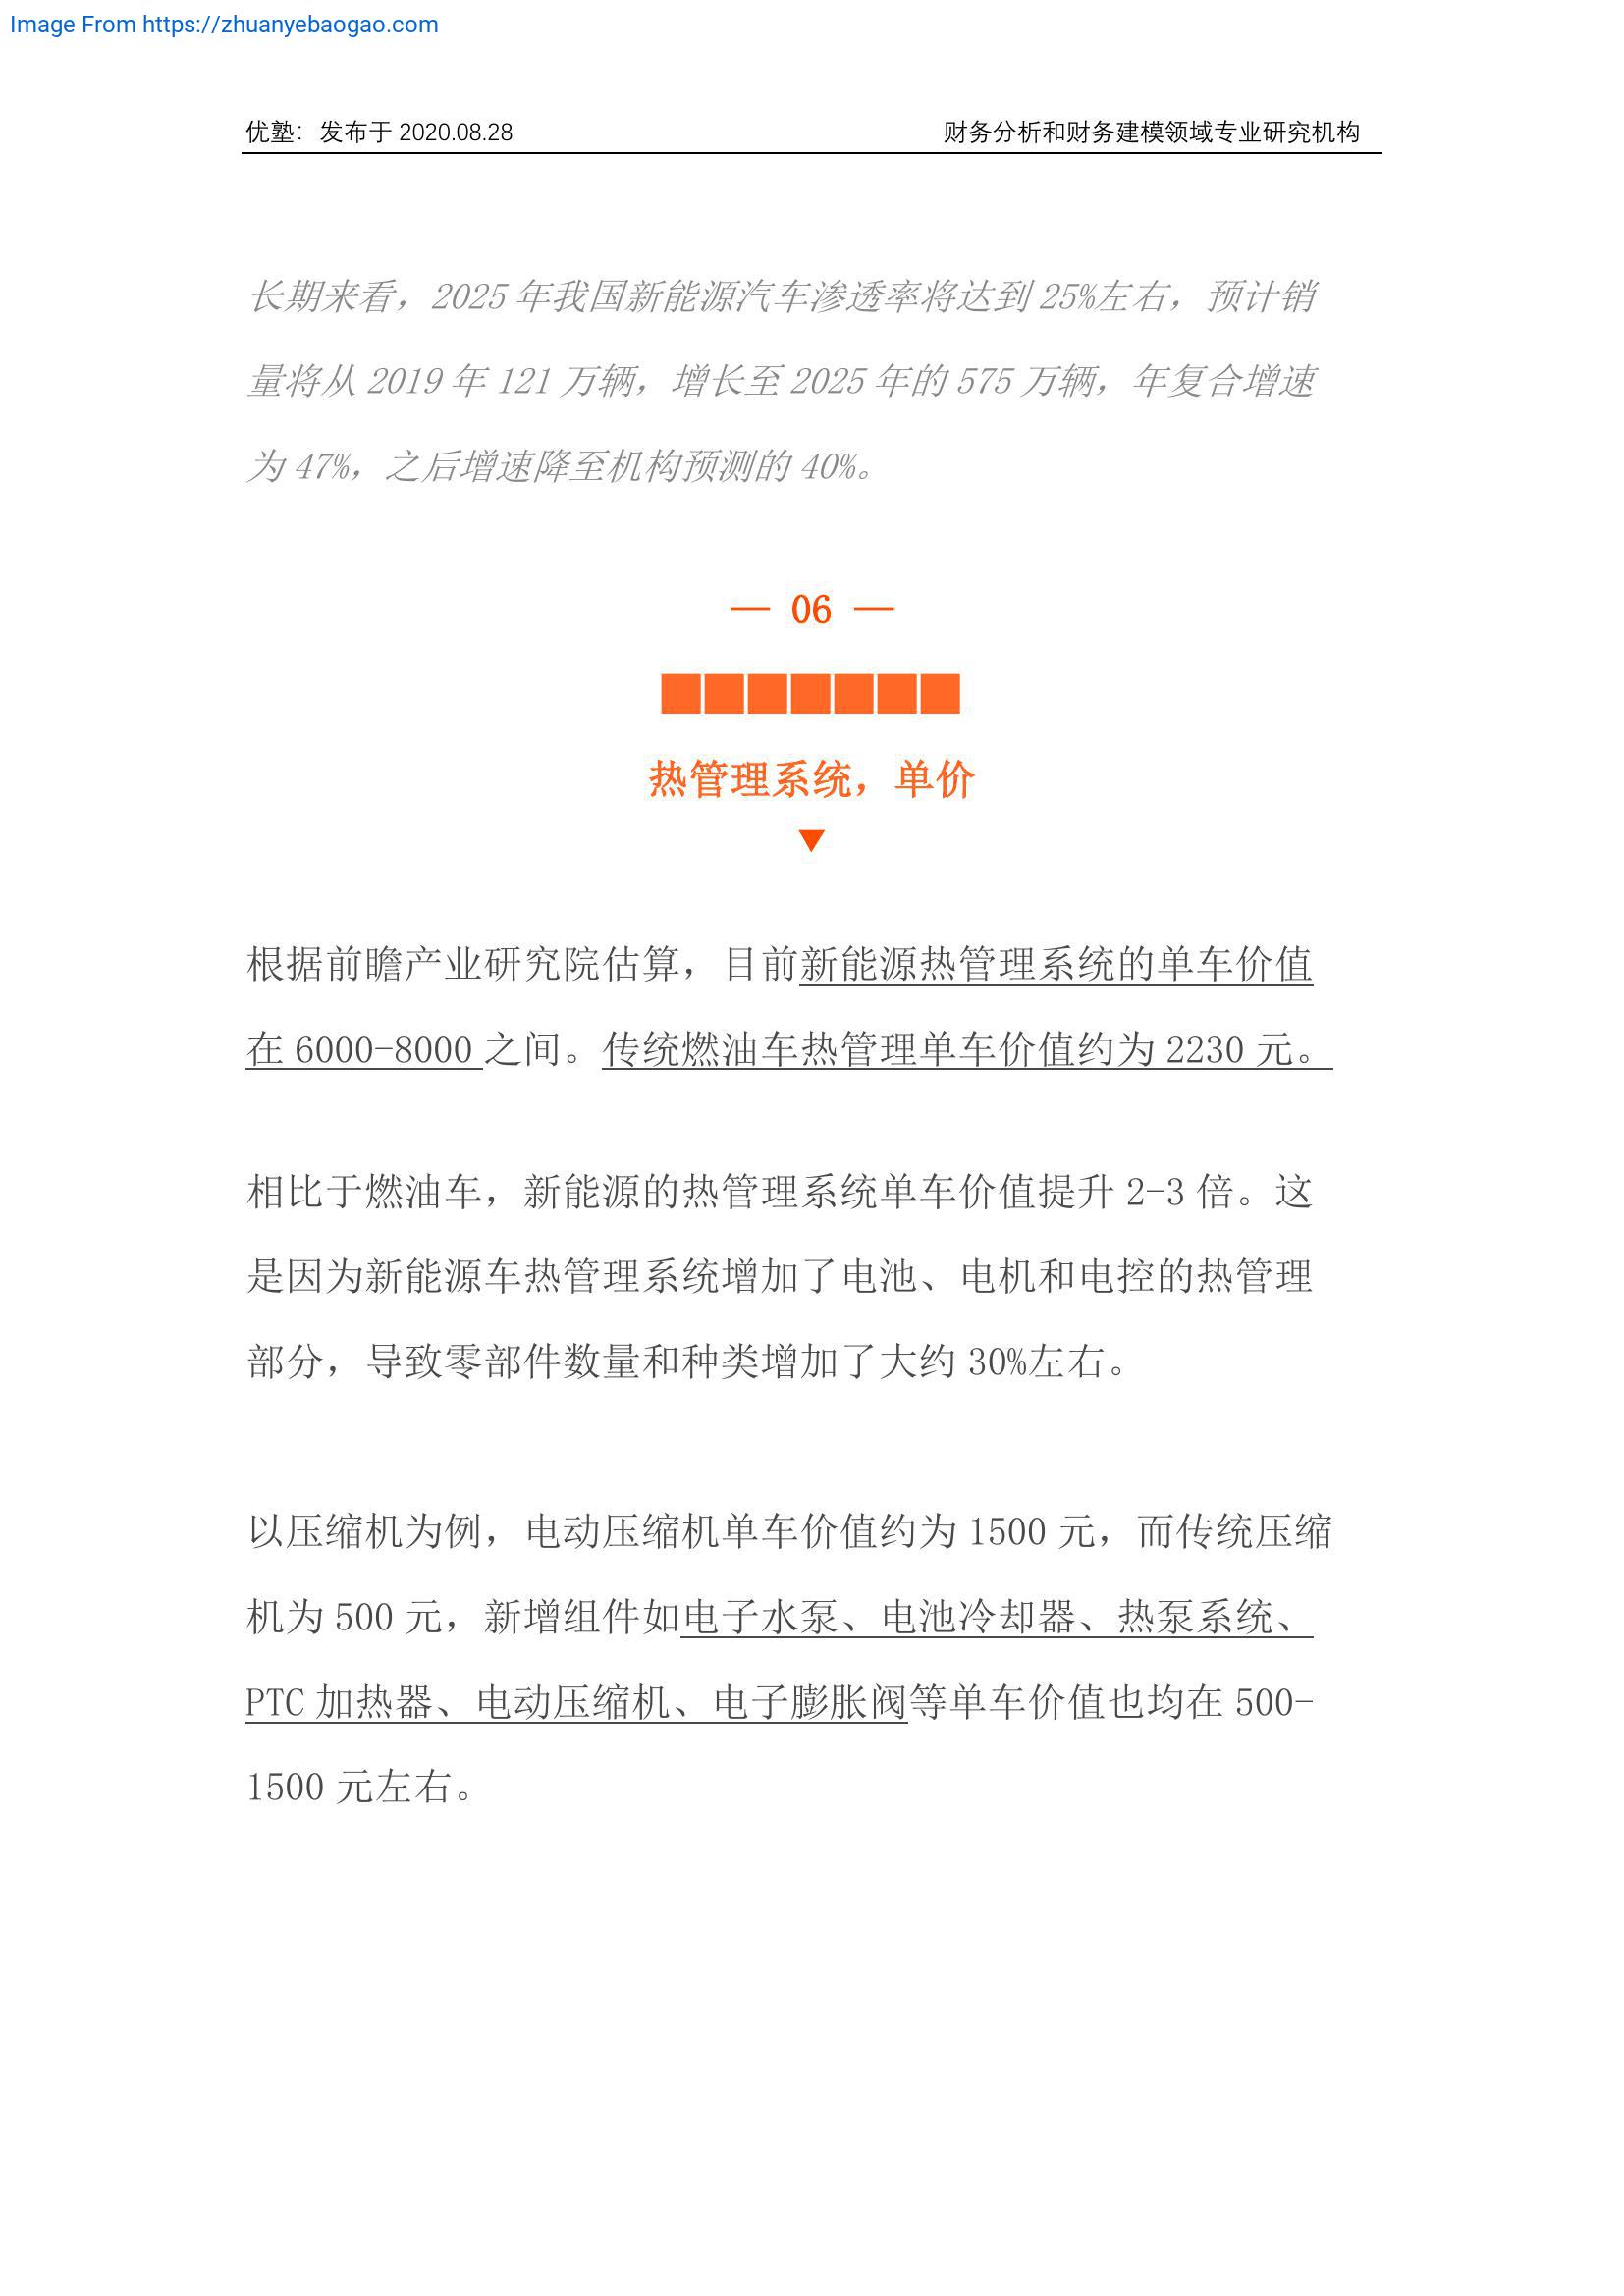 Image From https://zhuanyebaogao.com
优塾：发布于 2020.08.28 财务分析和财务建模领域专业研究机构
长期来看，2025 年我国新能源汽车渗透率将达到 25%左右，预计销
量将从 2019 年 121 万辆，增长至 2025 年的 575 万辆，年复合增速
为 47%，之后增速降至机构预测的 40%。
— 06 —
■■■■■■■
热管理系统，单价
▼
根据前瞻产业研究院估算，目前新能源热管理系统的单车价值
在 6000-8000 之间。传统燃油车热管理单车价值约为 2230 元。
相比于燃油车，新能源的热管理系统单车价值提升 2-3 倍。这
是因为新能源车热管理系统增加了电池、电机和电控的热管理
部分，导致零部件数量和种类增加了大约 30%左右。
以压缩机为例，电动压缩机单车价值约为 1500 元，而传统压缩
机为 500 元，新增组件如电子水泵、电池冷却器、热泵系统、
PTC 加热器、电动压缩机、电子膨胀阀等单车价值也均在 500-
1500 元左右。